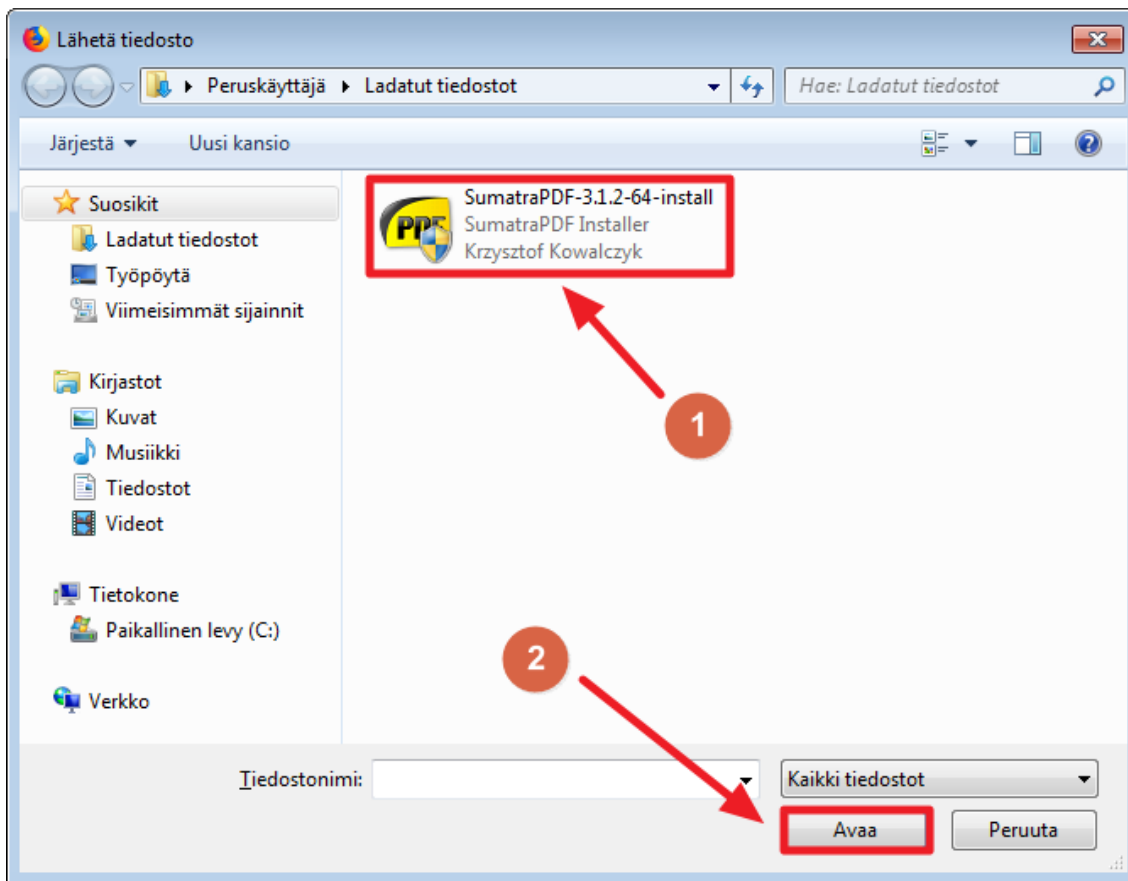 Lähetä tiedosto
Peruskäyttäjä
Ladatut tiedostot
Hae: Ladatut tiedostot
Järjestä
Uusi kansio
Suosikit
Ladatut tiedostot
Työpöytä
Viimeisimmät sijainnit
Kirjastot
Kuvat
Musiikki
Tiedostot
Videot
Tietokone
Paikallinen levy (C:)
Verkko
PDF
SumatraPDF-3.1.2-64-install
SumatraPDF Installer
Krzysztof Kowalczyk
1
2
Tiedostonimi:
Kaikki tiedostot
Avaa
Peruuta